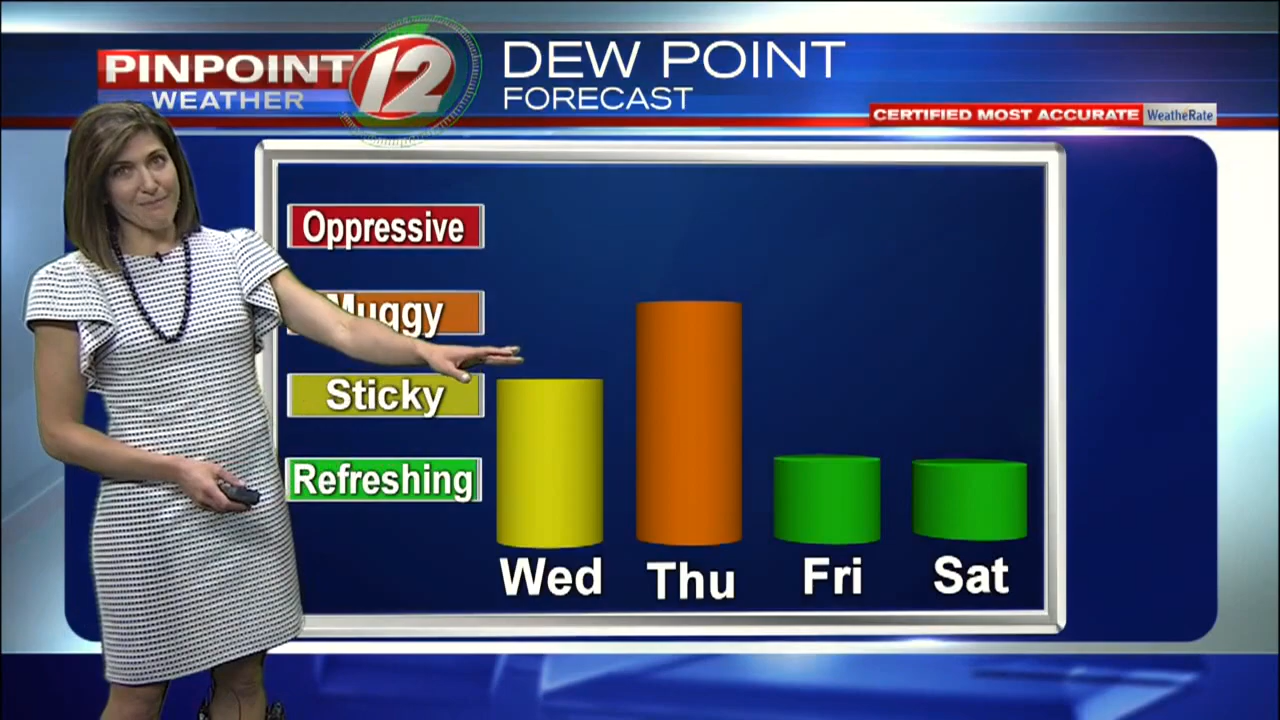 PINPOINT 12
WEATHER
DEW POINT
FORECAST
CERTIFIED MOST ACCURATE WeatheRate
Oppressive
Muggy
Sticky
Refreshing
Wed Thu Fri Sat